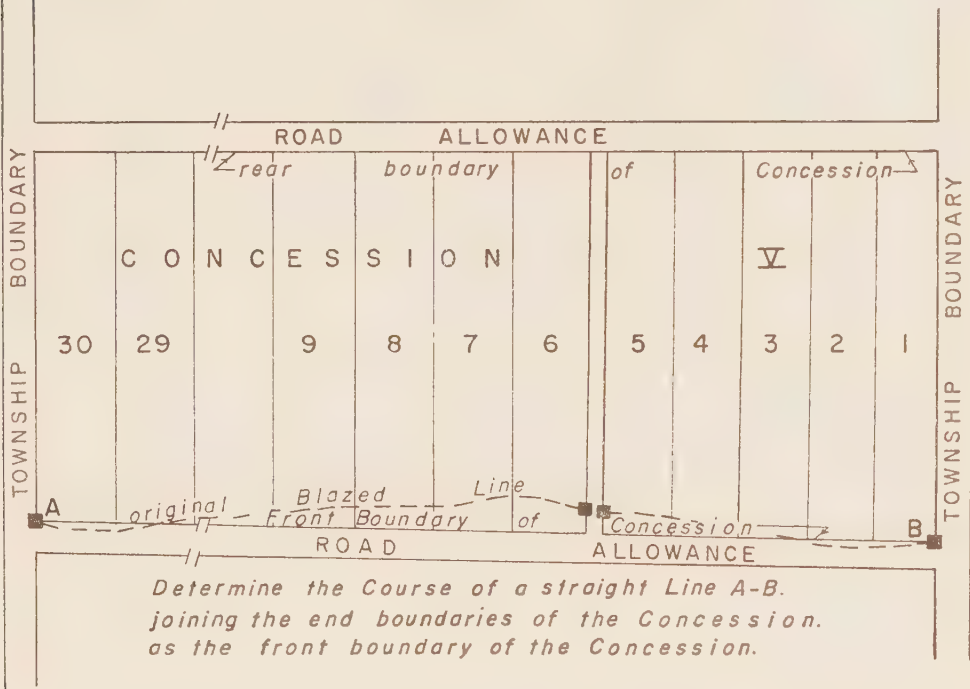 ROAD ALLOWANCE
rear boundary of Concession
CONCESSION V
30 29 9 8 7 6 5 4 3 2 1
TOWNSHIP BOUNDARY
TOWNSHIP BOUNDARY
A original Blazed Line
Front Boundary of Concession B
ROAD ALLOWANCE
Determine the Course of a straight Line A-B.
joining the end boundaries of the Concession.
as the front boundary of the Concession.